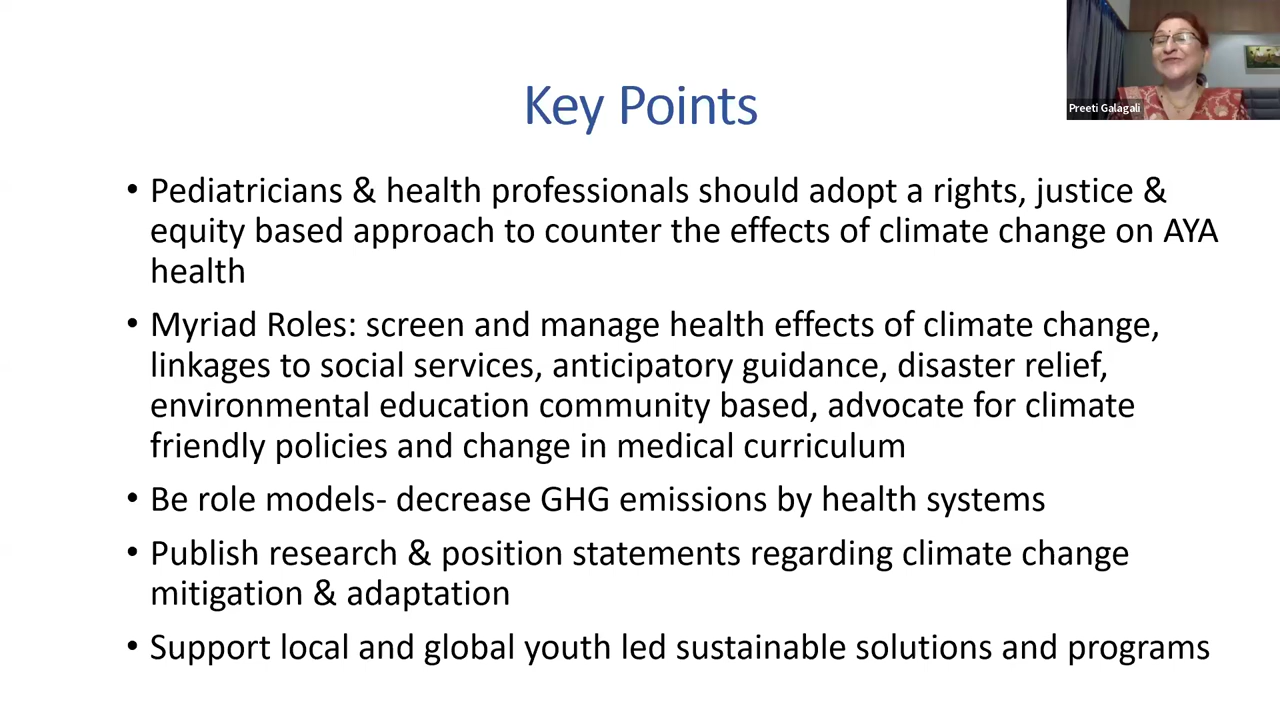 Preeti Galagali
Key Points
• Pediatricians & health professionals should adopt a rights, justice &
equity based approach to counter the effects of climate change on AYA
health
• Myriad Roles: screen and manage health effects of climate change,
linkages to social services, anticipatory guidance, disaster relief,
environmental education community based, advocate for climate
friendly policies and change in medical curriculum
• Be role models- decrease GHG emissions by health systems
• Publish research & position statements regarding climate change
mitigation & adaptation
• Support local and global youth led sustainable solutions and programs